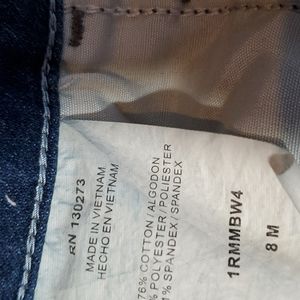 RN 130273
MADE IN VIETNAM
HECHO EN VIETNAM
76% COTTON / ALGODON
% POLYESTER / POLIESTER
% SPANDEX / SPANDEX
1RMMBW4
8 M